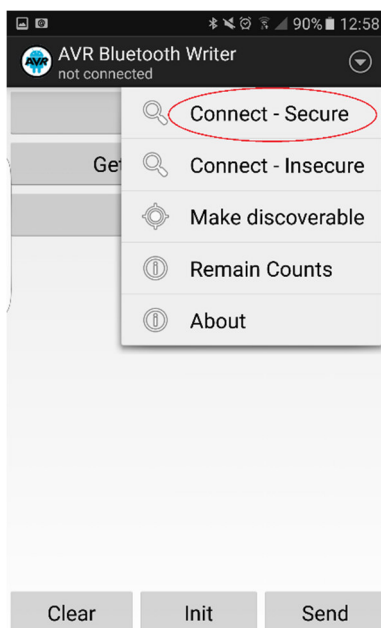 90% 12:58
AVR
AVR Bluetooth Writer
not connected
Connect - Secure
Get
Connect - Insecure
Make discoverable
Remain Counts
About
Clear Init Send